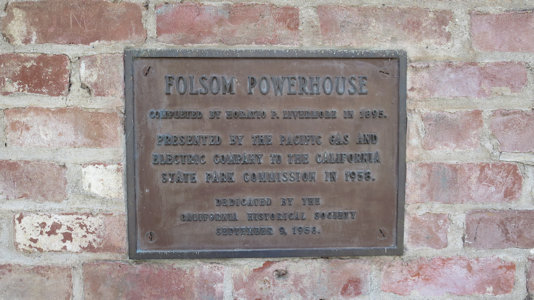 FOLSOM POWERHOUSE
COMPLETED BY HORATIO P. LIVERMORE IN 1895.
PRESENTED BY THE PACIFIC GAS AND
ELECTRIC COMPANY TO THE CALIFORNIA
STATE PARK COMMISSION IN 1958.
DEDICATED BY THE
CALIFORNIA HISTORICAL SOCIETY
SEPTEMBER 9, 1958.